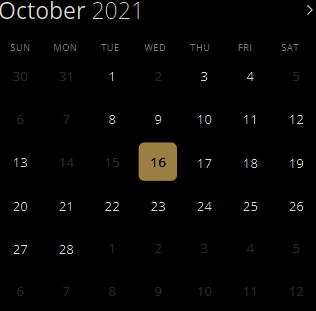 October 2021 >
SUN MON TUE WED THU FRI SAT
30 31 1 2 3 4 5
6 7 8 9 10 11 12
13 14 15 16 17 18 19
20 21 22 23 24 25 26
27 28 1 2 3 4 5
6 7 8 9 10 11 12